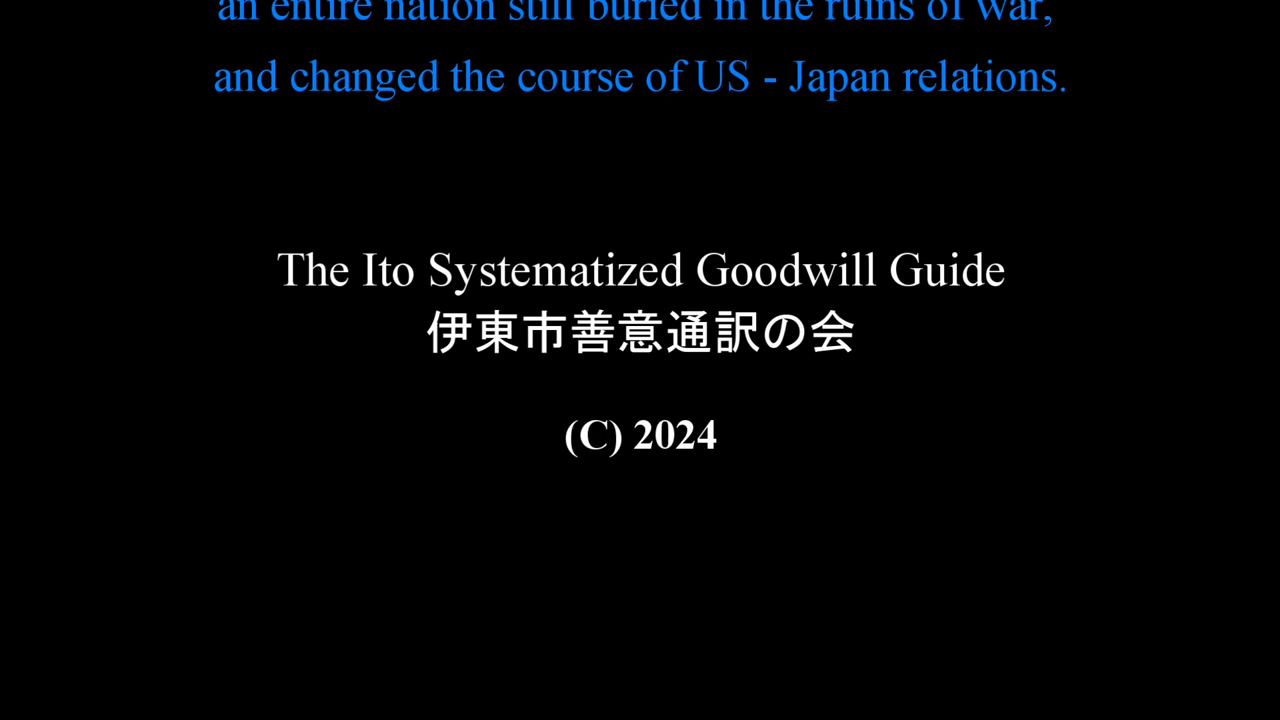 an entire nation still buried in the ruins of war,
and changed the course of US - Japan relations.
The Ito Systematized Goodwill Guide
伊東市善意通訳の会
(C) 2024